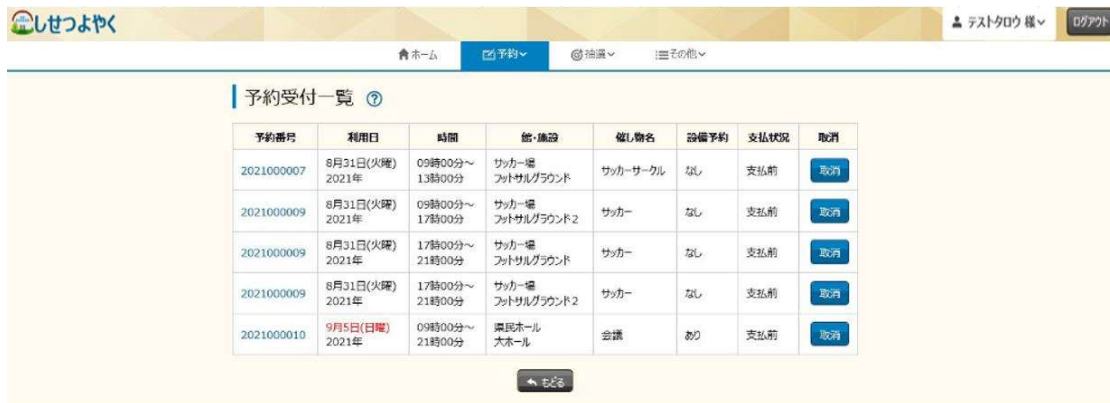 しせつよやく
テストタロウ 様
ログアウト
ホーム 予約 抽選 その他
予約受付一覧 ?
予約番号 利用日 時間 館・施設 催し物名 設備予約 支払状況 取消
2021000007 8月31日(火曜) 09時00分～ サッカー場 サッカーサークル なし 支払前 取消
2021年 13時00分 フットサルグラウンド
2021000009 8月31日(火曜) 09時00分～ サッカー場 サッカー なし 支払前 取消
2021年 17時00分 フットサルグラウンド2
2021000009 8月31日(火曜) 17時00分～ サッカー場 サッカー なし 支払前 取消
2021年 21時00分 フットサルグラウンド
2021000009 8月31日(火曜) 17時00分～ サッカー場 サッカー なし 支払前 取消
2021年 21時00分 フットサルグラウンド2
2021000010 9月5日(日曜) 09時00分～ 県民ホール 会議 あり 支払前 取消
2021年 21時00分 大ホール
もどる